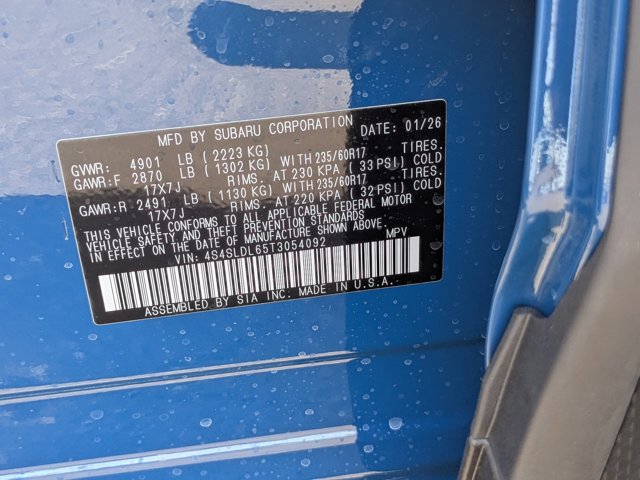 MFD BY SUBARU CORPORATION DATE: 01/26
GVWR: 4901 LB (2223 KG)
GAWR:F 2870 LB (1302 KG) WITH 235/60R17 TIRES.
17X7J RIMS. AT 230 KPA (33 PSI) COLD
GAWR:R 2491 LB (1130 KG) WITH 235/60R17 TIRES.
17X7J RIMS. AT 220 KPA (32 PSI) COLD
THIS VEHICLE CONFORMS TO ALL APPLICABLE FEDERAL MOTOR
VEHICLE SAFETY AND THEFT PREVENTION STANDARDS
IN EFFECT ON THE DATE OF MANUFACTURE SHOWN ABOVE.
VIN: 4S4SLDL65T3054092 MPV
ASSEMBLED BY SIA INC. MADE IN U.S.A.